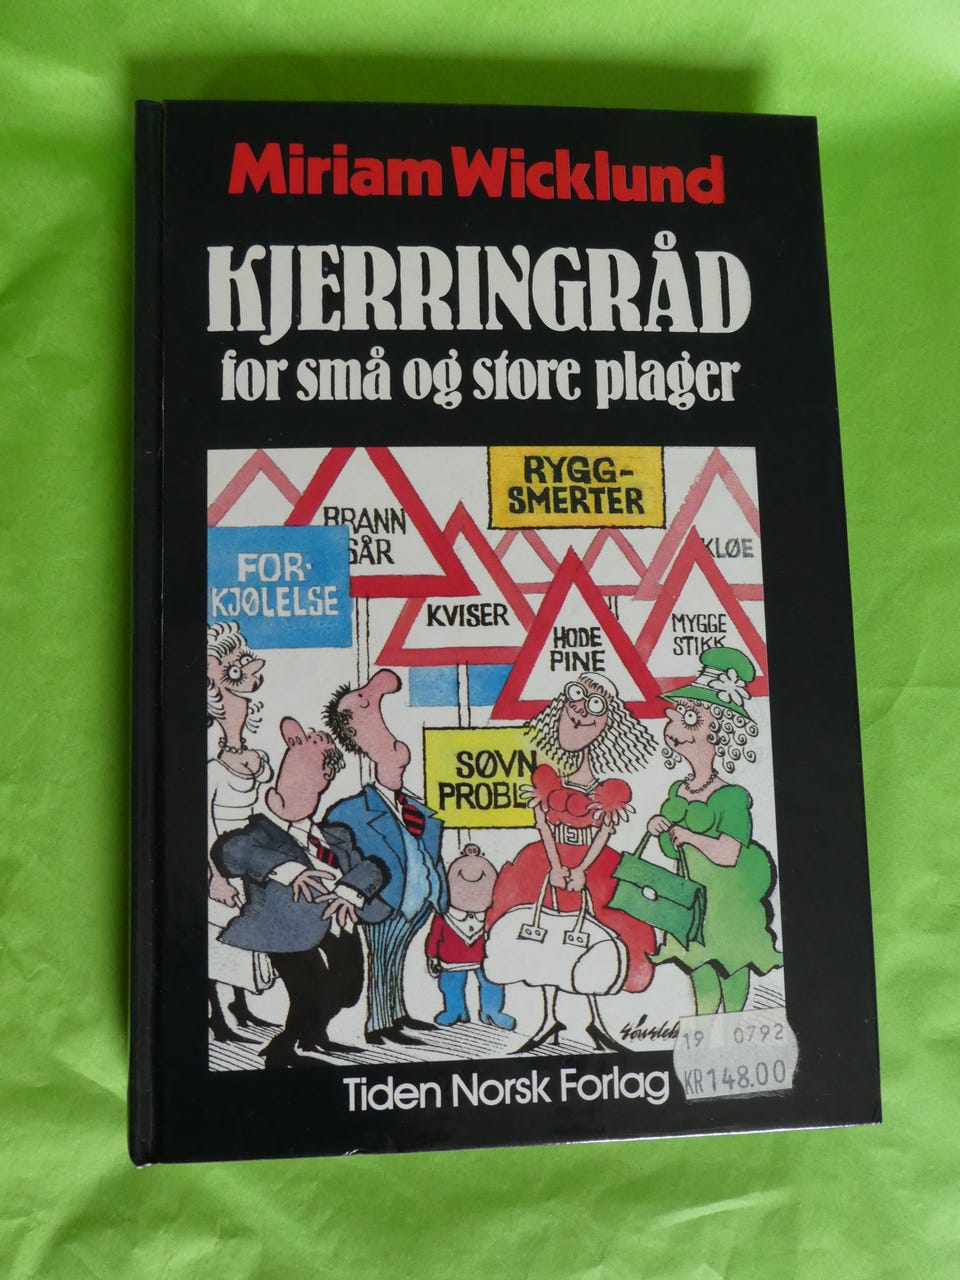 Miriam Wicklund
KJERRINGRÅD
for små og store plager
RYGG-
SMERTER
BRANN
SÅR
KLØE
FOR-
KJØLELSE
KVISER
HODE
PINE
MYGGE
STIKK
SØVN
PROBL
19 0792
KR148.00
Tiden Norsk Forlag